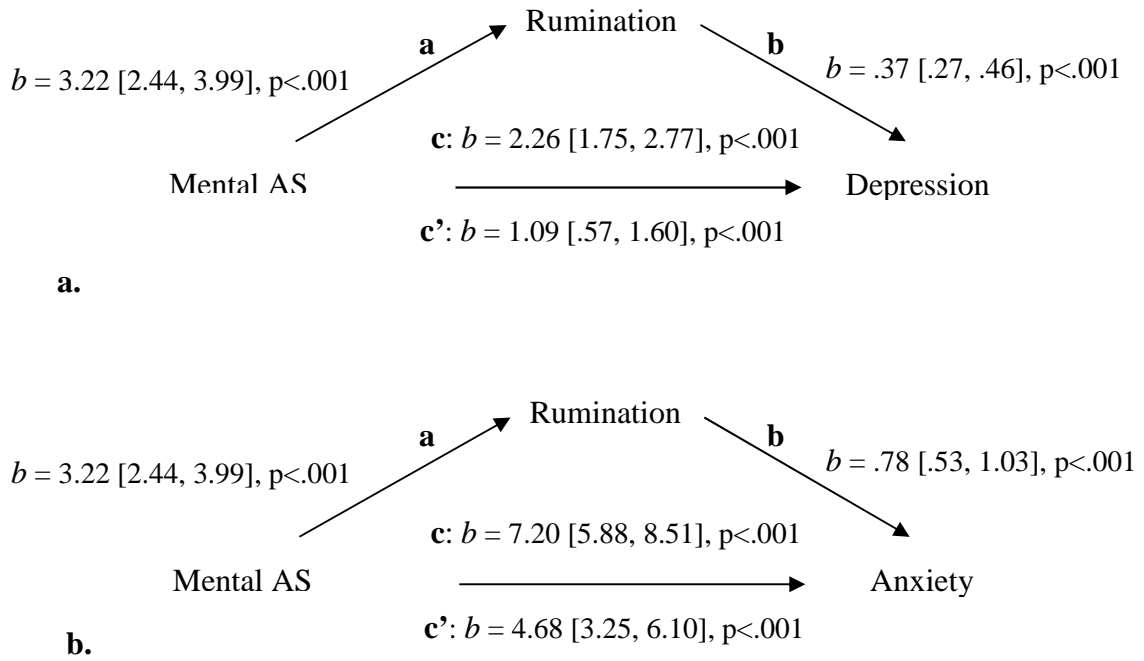 Rumination
a
b
b = 3.22 [2.44, 3.99], p<.001
b = .37 [.27, .46], p<.001
c: b = 2.26 [1.75, 2.77], p<.001
Mental AS
Depression
c’: b = 1.09 [.57, 1.60], p<.001
a.
Rumination
a
b
b = 3.22 [2.44, 3.99], p<.001
b = .78 [.53, 1.03], p<.001
c: b = 7.20 [5.88, 8.51], p<.001
Mental AS
Anxiety
c’: b = 4.68 [3.25, 6.10], p<.001
b.